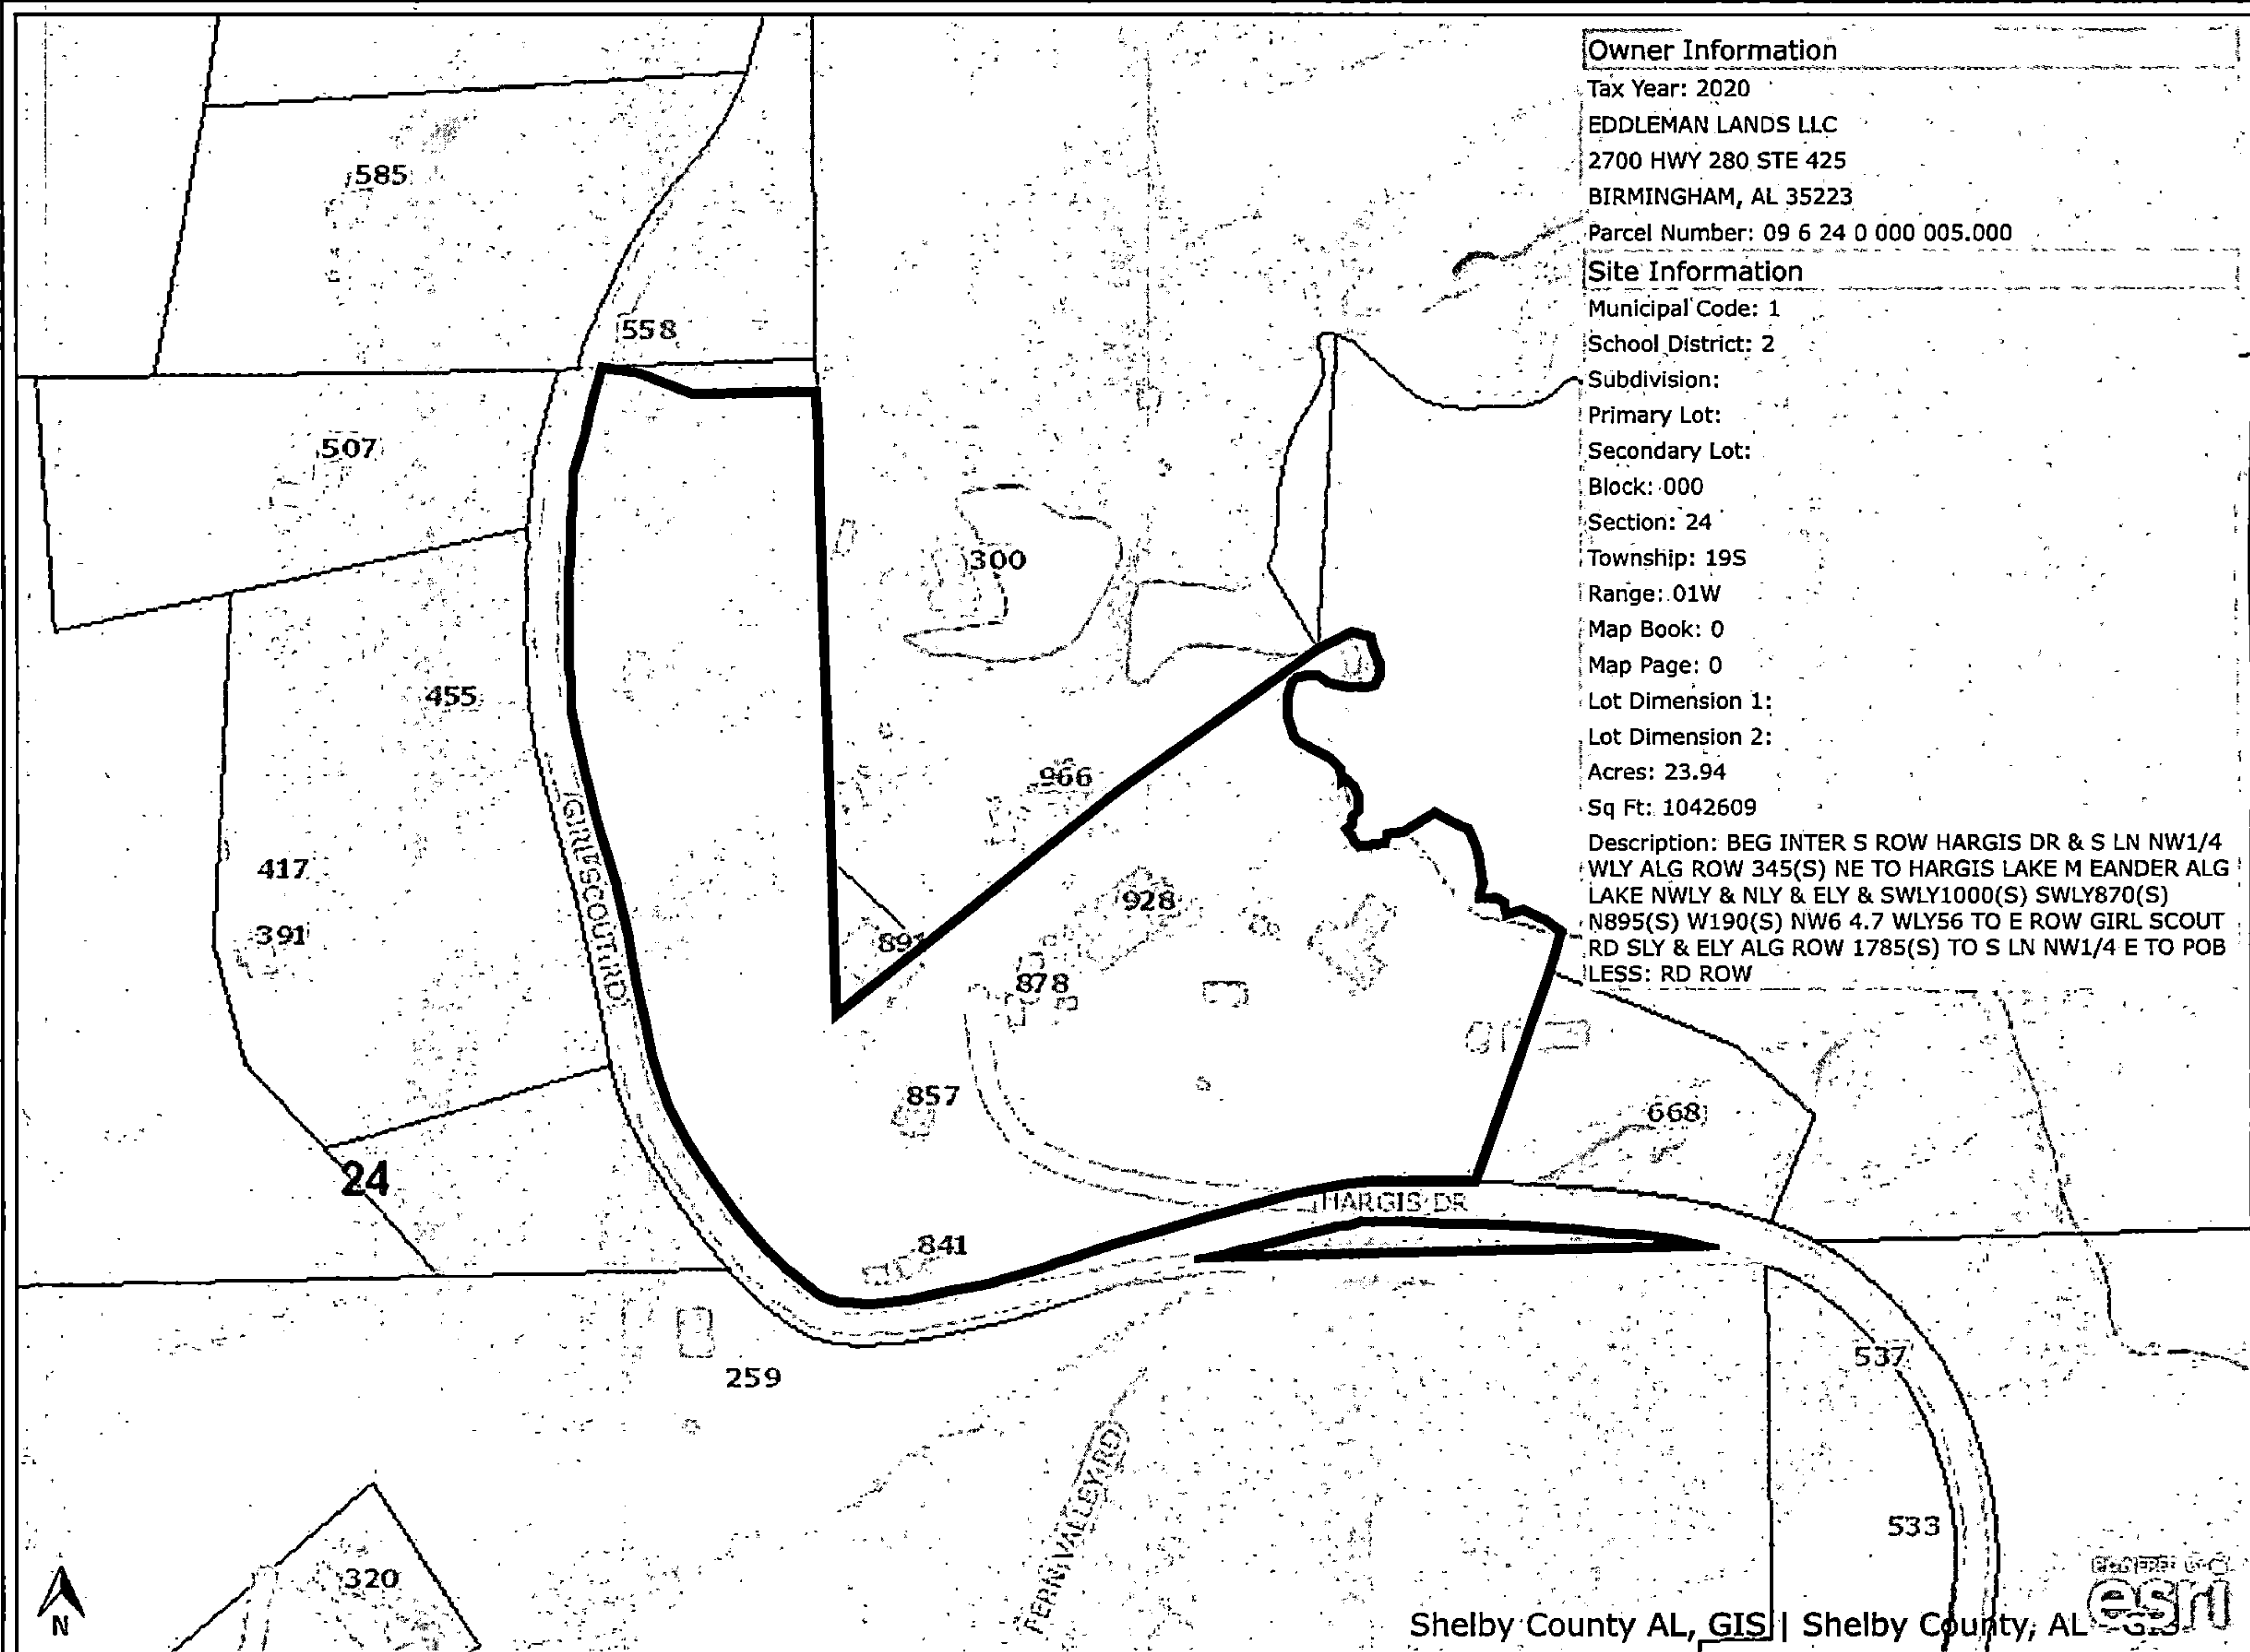 Owner Information
Tax Year: 2020
EDDLEMAN LANDS LLC
2700 HWY 280 STE 425
BIRMINGHAM, AL 35223
Parcel Number: 09 6 24 0 000 005.000
Site Information
Municipal Code: 1
School District: 2
Subdivision:
Primary Lot:
Secondary Lot:
Block: 000
Section: 24
Township: 19S
Range: 01W
Map Book: 0
Map Page: 0
Lot Dimension 1:
Lot Dimension 2:
Acres: 23.94
Sq Ft: 1042609
Description: BEG INTER S ROW HARGIS DR & S LN NW1/4
WLY ALG ROW 345(S) NE TO HARGIS LAKE M EANDER ALG
LAKE NWLY & NLY & ELY & SWLY1000(S) SWLY870(S)
N895(S) W190(S) NW6 4.7 WLY56 TO E ROW GIRL SCOUT
RD SLY & ELY ALG ROW 1785(S) TO S LN NW1/4 E TO POB
LESS: RD ROW
585
558
507
300
455
966
GIRL SCOUT RD
417
928
391
891
878
857
668
24
HARGIS DR
841
537
259
FERN VALLEY RD
533
320
N
esri
Shelby County AL, GIS | Shelby County, AL